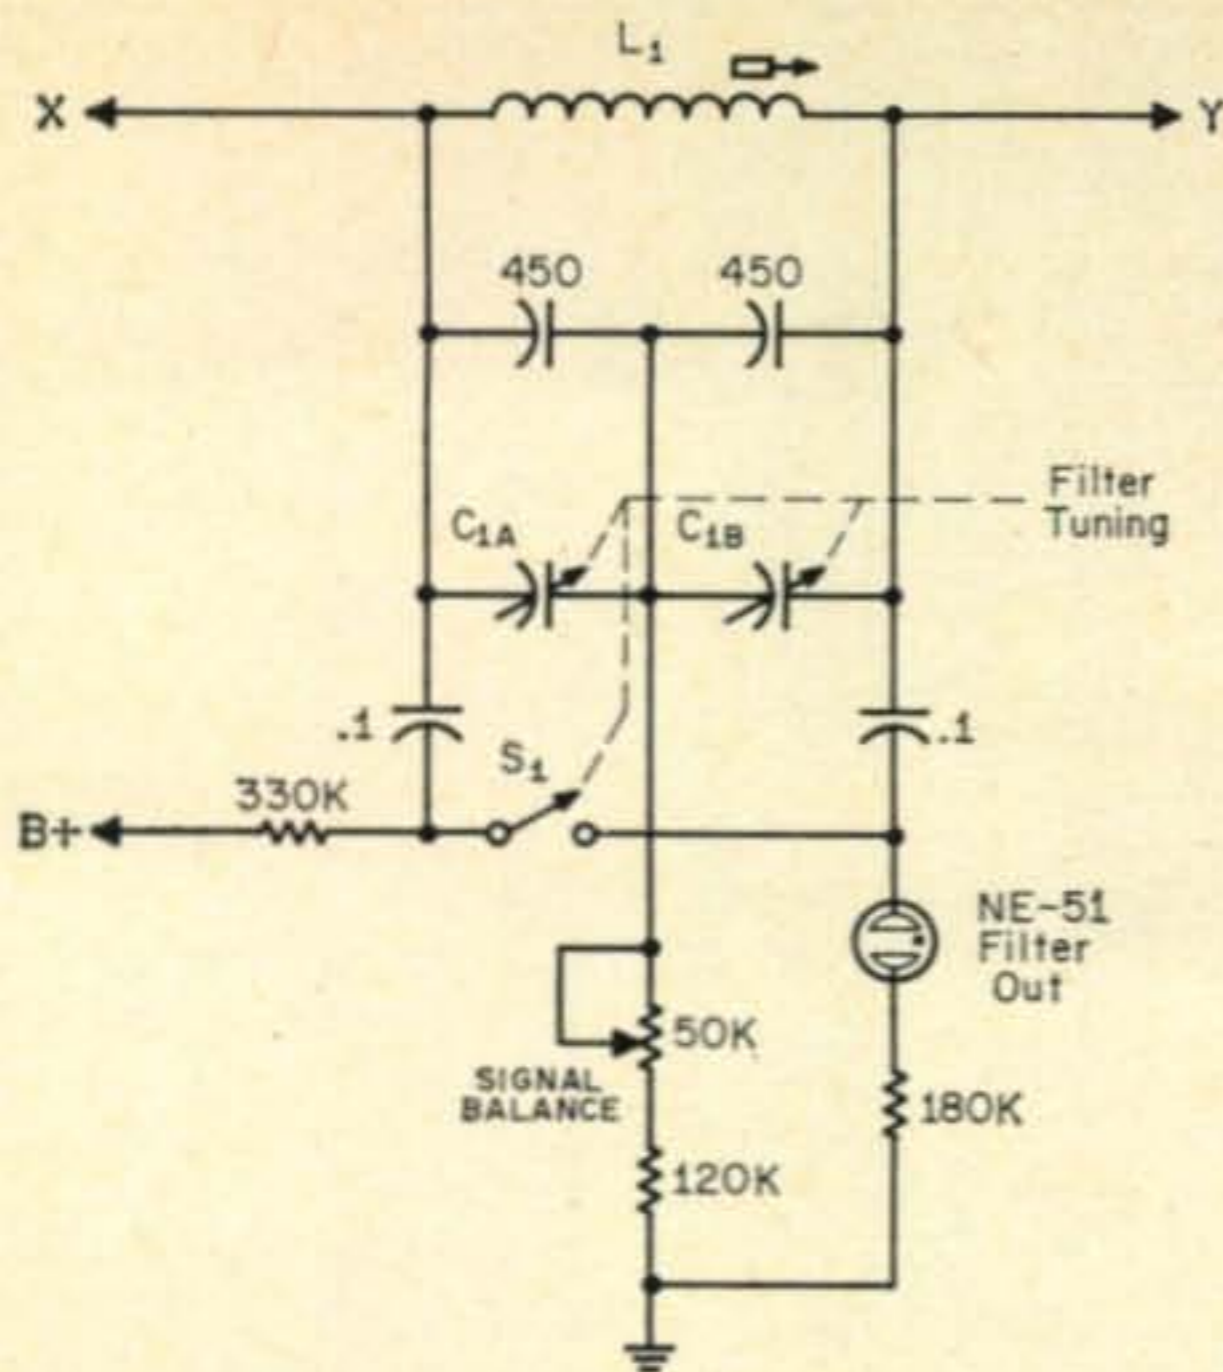 L1
X
Y
450
450
Filter
Tuning
C1A
C1B
.1
.1
S1
330K
B+
NE-51
Filter
Out
50K
SIGNAL
BALANCE
180K
120K